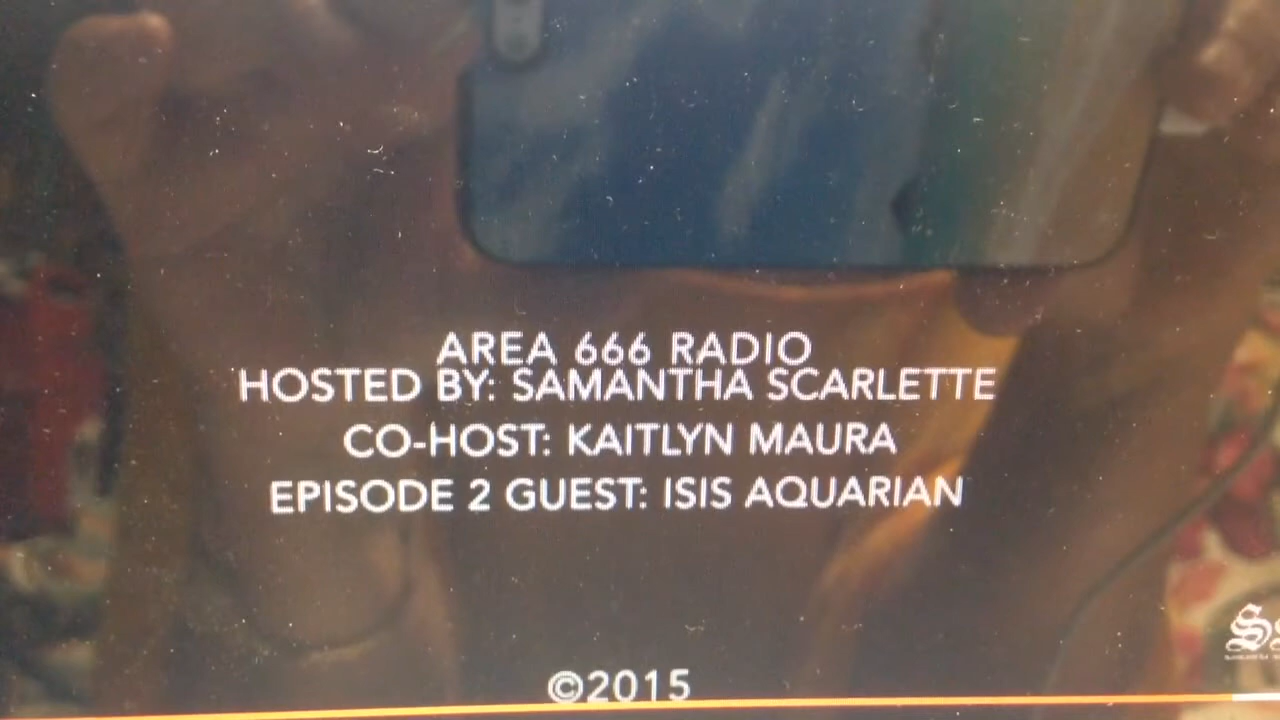 AREA 666 RADIO
HOSTED BY: SAMANTHA SCARLETTE
CO-HOST: KAITLYN MAURA
EPISODE 2 GUEST: ISIS AQUARIAN
©2015